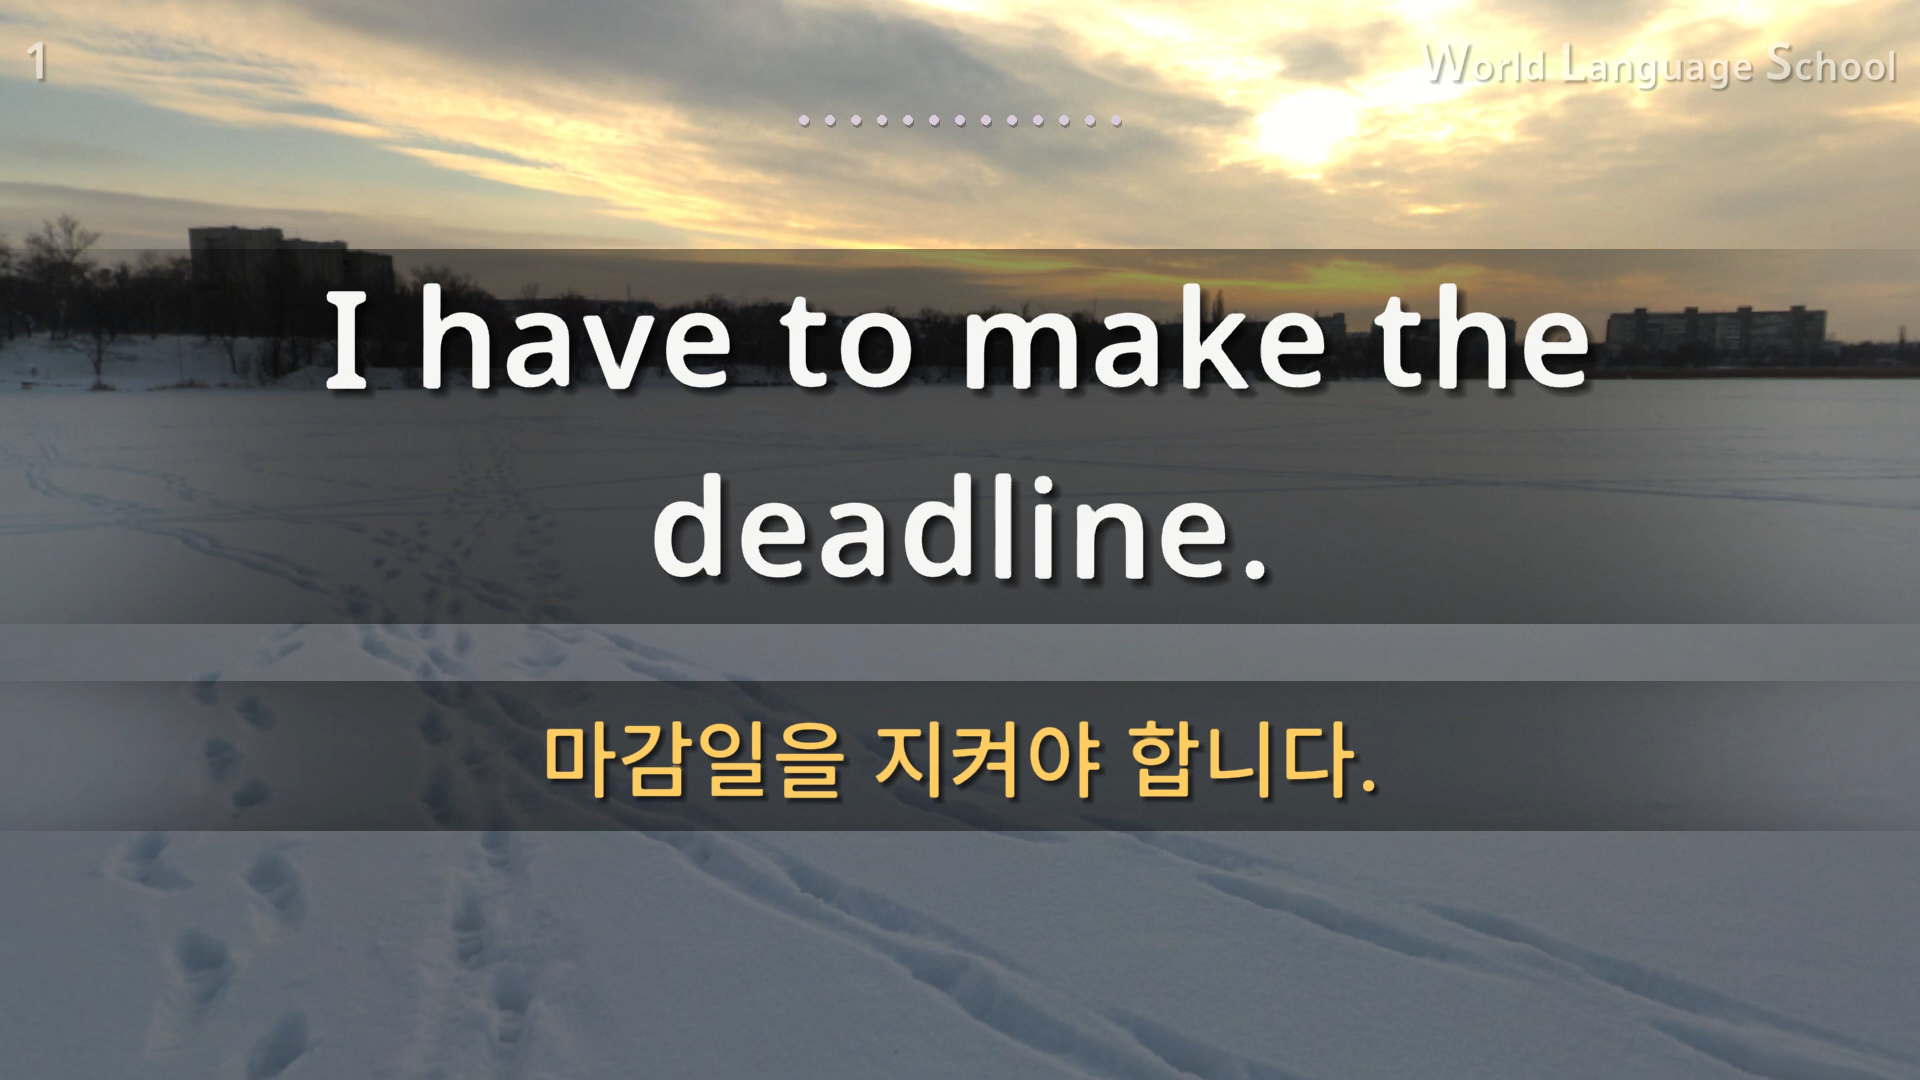 1
World Language School
I have to make the
deadline.
마감일을 지켜야 합니다.